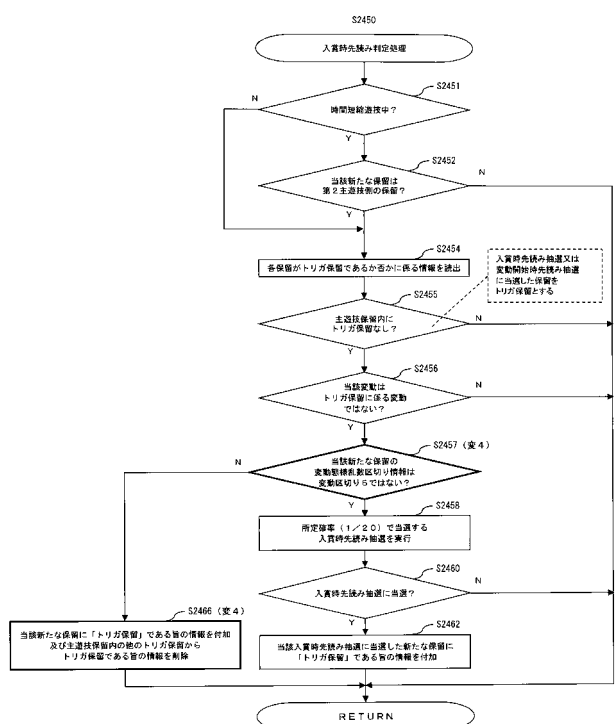 S2450
入賞時先読み判定処理
S2451
N
時間短縮遊技中?
Y
S2452
N
当該新たな保留は
第2主遊技側の保留?
Y
S2454
各保留がトリガ保留であるか否かに係る情報を読出
入賞時先読み抽選又は
変動開始時先読み抽選
に当選した保留を
トリガ保留とする
S2455
主遊技保留内に
トリガ保留なし?
N
Y
S2456
当該変動は
トリガ保留に係る変動
ではない?
N
Y
S2457(変4)
N
当該新たな保留の
変動態様乱数区切り情報は
変動区切り5ではない?
Y
S2458
所定確率(1/20)で当選する
入賞時先読み抽選を実行
S2460
入賞時先読み抽選に当選?
N
Y
S2466(変4)
当該新たな保留に「トリガ保留」である旨の情報を付加
及び主遊技保留内の他のトリガ保留から
トリガ保留である旨の情報を削除
S2462
当該入賞時先読み抽選に当選した新たな保留に
「トリガ保留」である旨の情報を付加
RETURN